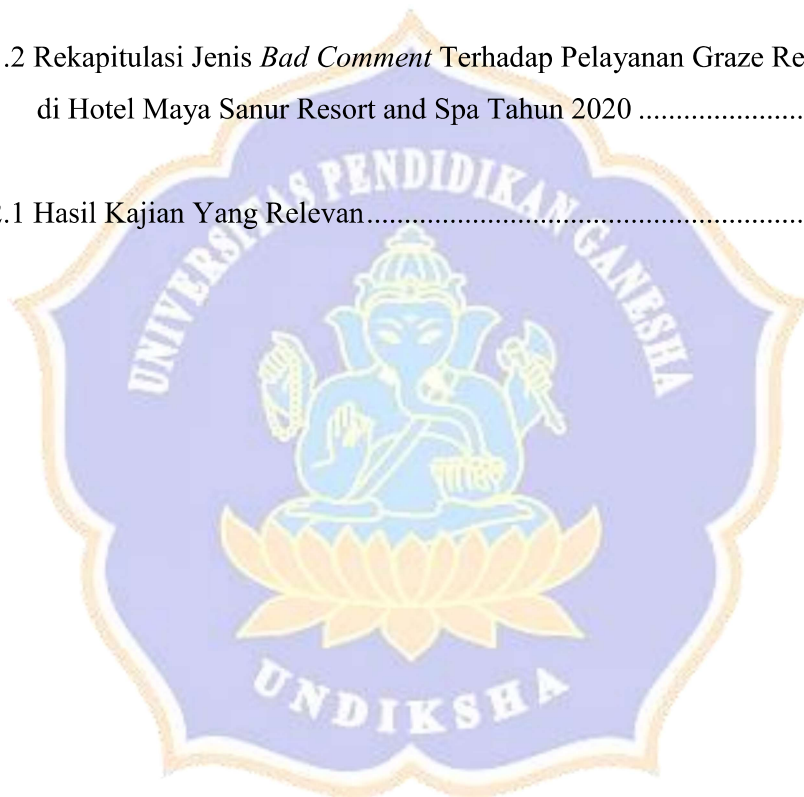 .2 Rekapitulasi Jenis Bad Comment Terhadap Pelayanan Graze Re
di Hotel Maya Sanur Resort and Spa Tahun 2020 ......................
.1 Hasil Kajian Yang Relevan..........................................................
UNIVERSITAS PENDIDIKAN GANESHA
UNDIKSHA